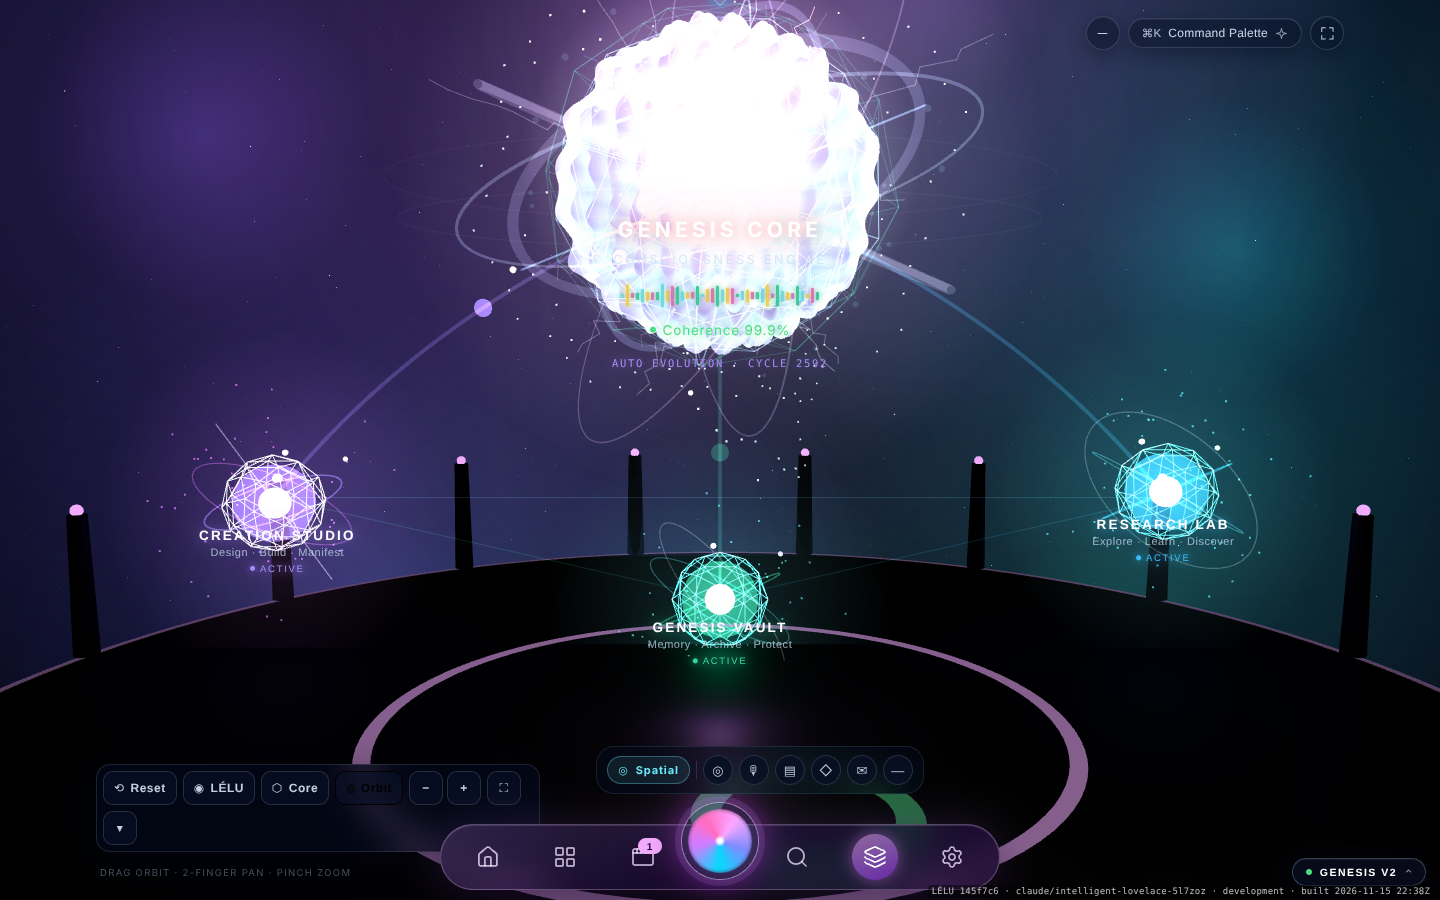 ⌘K Command Palette
GENESIS CORE
CONSCIOUSNESS ENGINE
Coherence 99.9%
AUTO EVOLUTION · CYCLE 2592
CREATION STUDIO
Design · Build · Manifest
ACTIVE
RESEARCH LAB
Explore · Learn · Discover
ACTIVE
GENESIS VAULT
Memory · Archive · Protect
ACTIVE
Spatial
Reset
LÉLU
Core
Orbit
1
DRAG ORBIT · 2-FINGER PAN · PINCH ZOOM
GENESIS V2
LÉLU 145f7c6 · claude/intelligent-lovelace-5l7zoz · development · built 2026-11-15 22:38Z